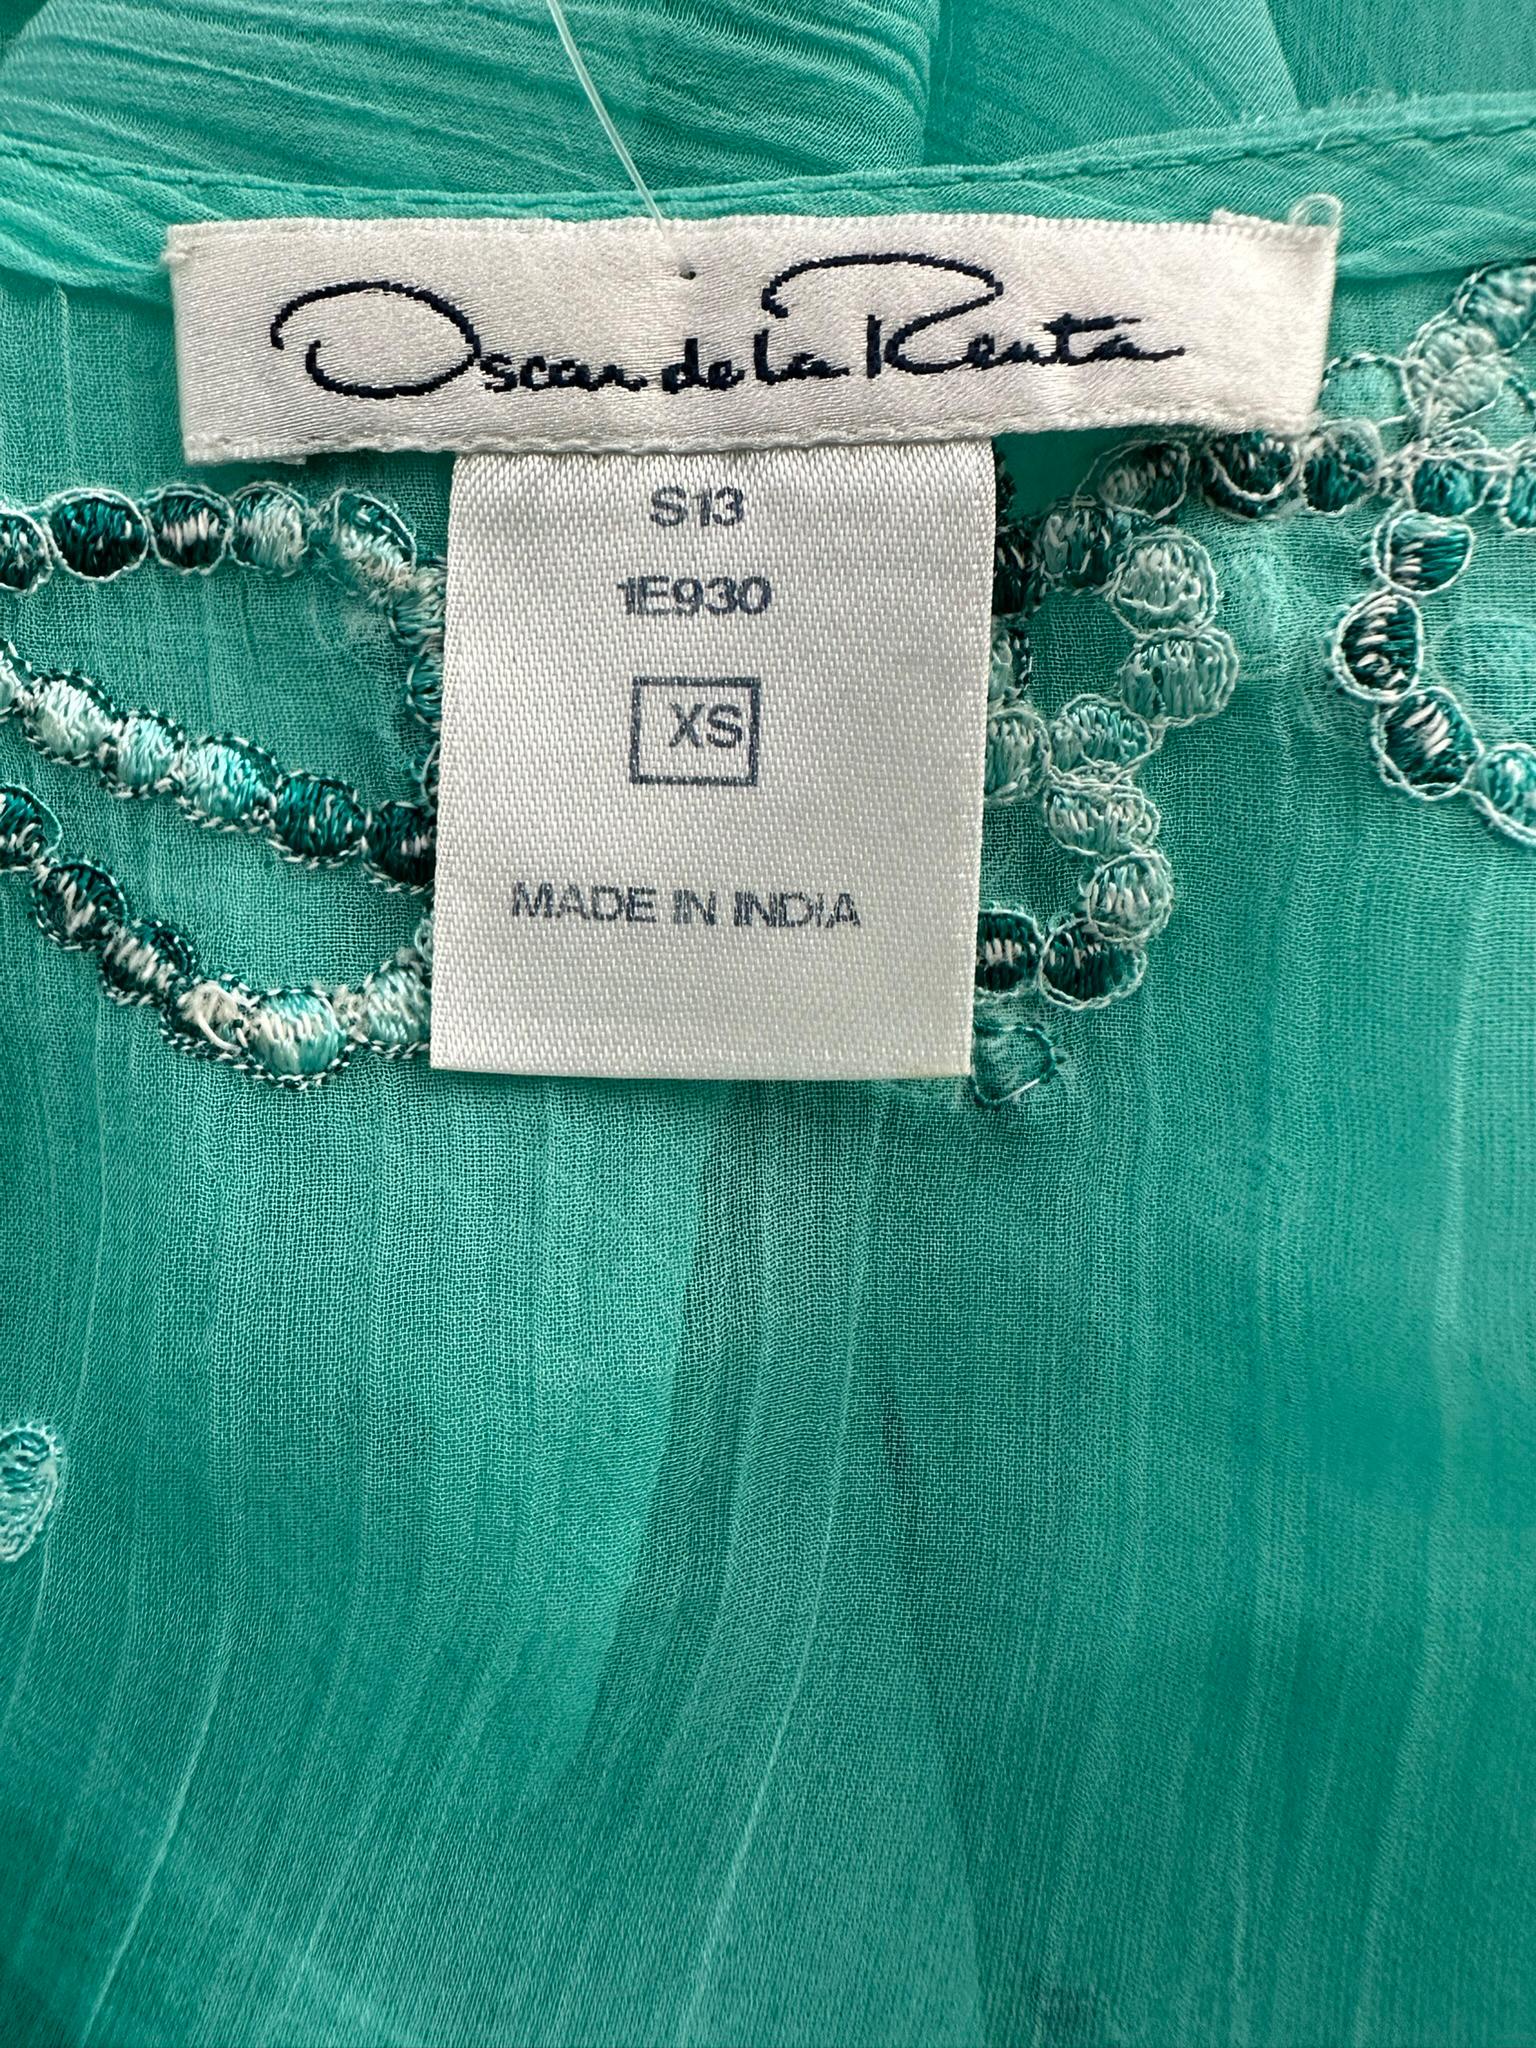 Oscar de la Renta
S13
1E930
XS
MADE IN INDIA